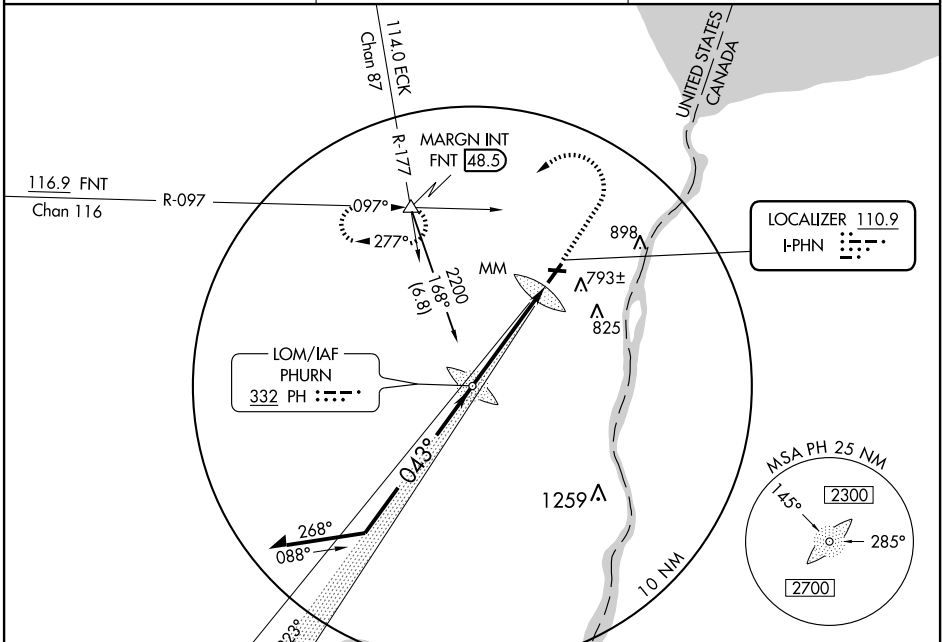 114.0 ECK
Chan 87
R-177
UNITED STATES
CANADA
MARGN INT
FNT 48.5
116.9 FNT
Chan 116
R-097
097°
277°
2200
168°
(6.8)
MM
898
793±
825
LOCALIZER 110.9
I-PHN
LOM/IAF
PHURN
332 PH
043°
268°
088°
1259
10 NM
MSA PH 25 NM
145°
2300
285°
2700